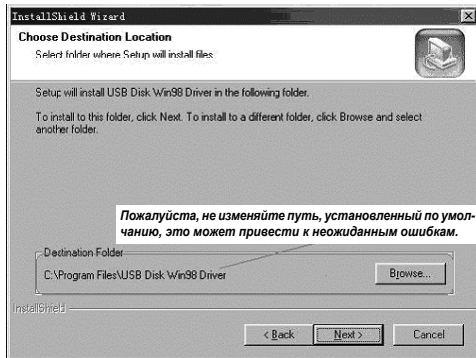 InstallShield Wizard
Choose Destination Location
Select folder where Setup will install files.
Setup will install USB Disk Win98 Driver in the following folder.
To install to this folder, click Next. To install to a different folder, click Browse and select
another folder.
Пожалуйста, не изменяйте путь, установленный по умол-
чанию, это может привести к неожиданным ошибкам.
Destination Folder
C:\Program Files\USB Disk Win98 Driver
Browse...
InstallShield
< Back
Next >
Cancel